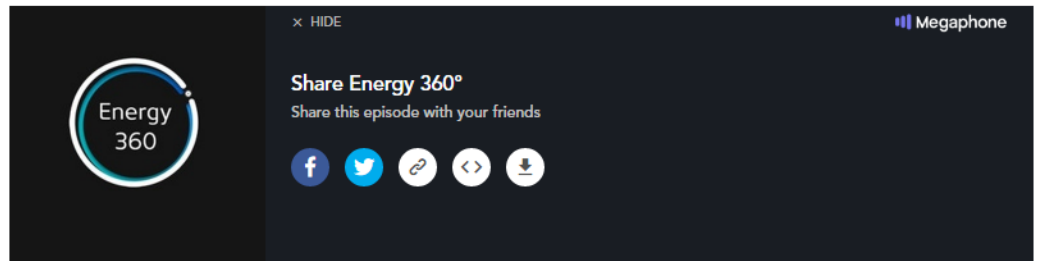 × HIDE
Megaphone
Energy
360
Share Energy 360°
Share this episode with your friends